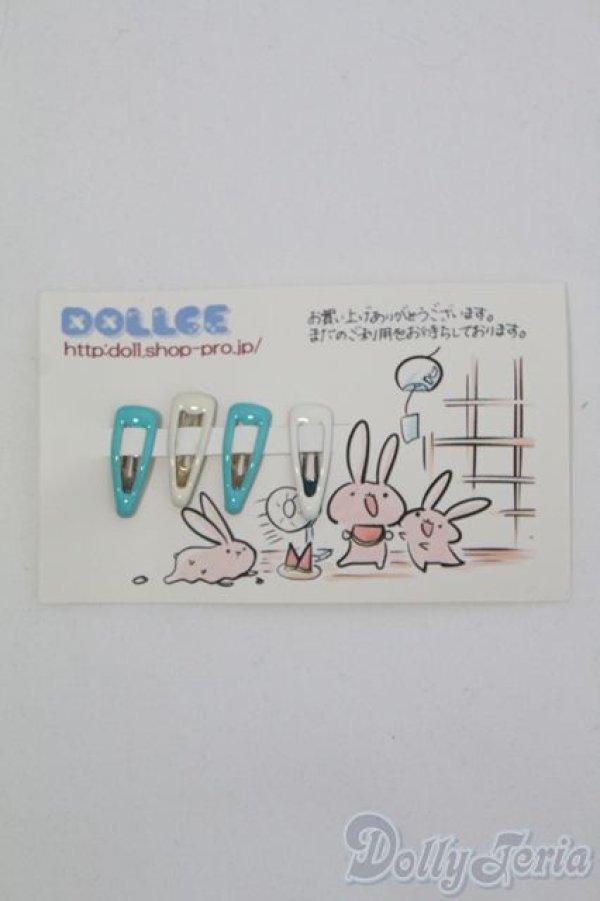 DOLLCE
http:doll.shop-pro.jp/
お買い上げありがとうございます。
またのご利用をお待ちしております。
Dolly Teria